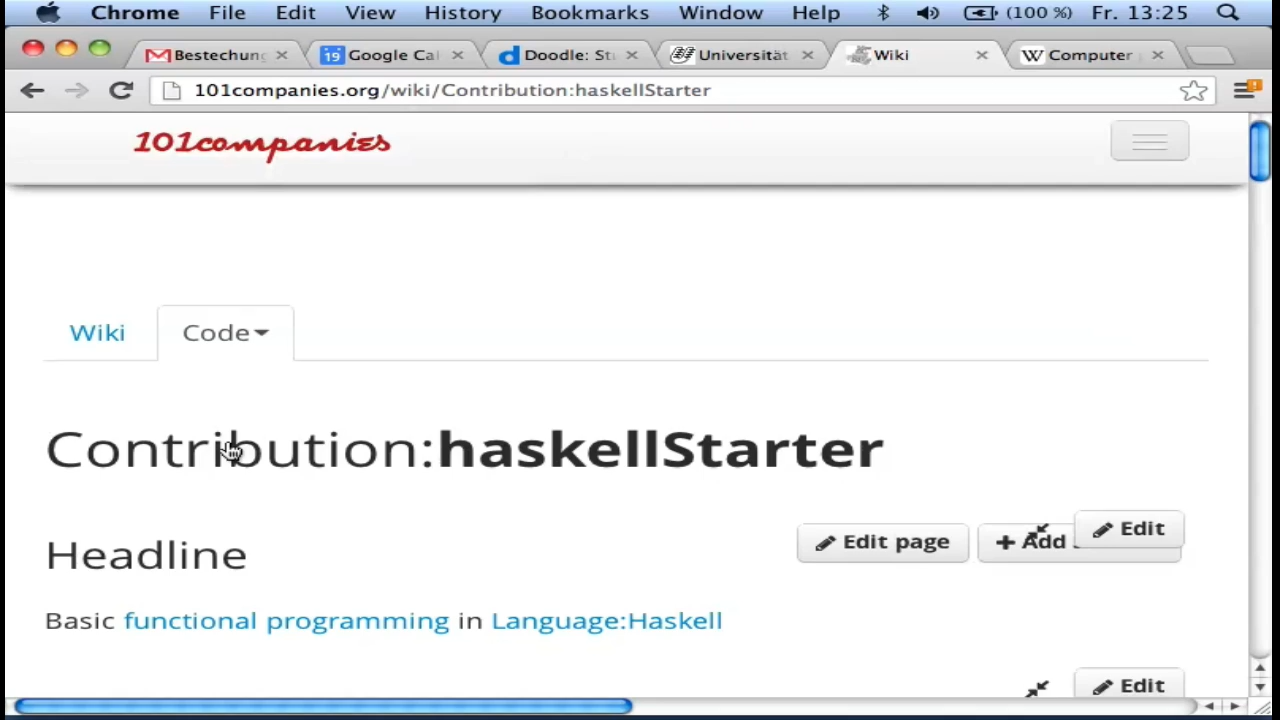 Chrome File Edit View History Bookmarks Window Help (100 %) Fr. 13:25
Bestechung Google Cal Doodle: St Universität Wiki Computer
101companies.org/wiki/Contribution:haskellStarter
101companies
Wiki Code
Contribution:haskellStarter
Headline
Edit page
Add
Edit
Basic functional programming in Language:Haskell
Edit